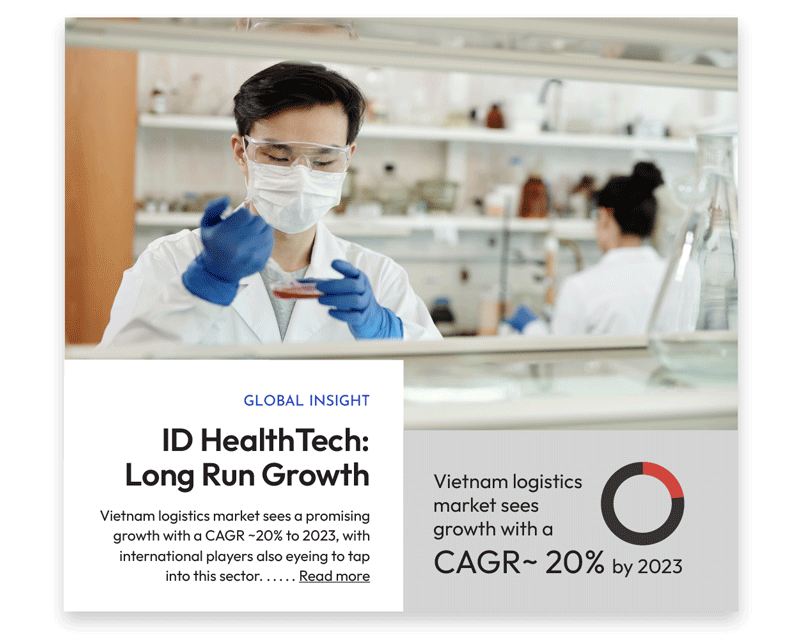 GLOBAL INSIGHT
ID HealthTech:
Long Run Growth
Vietnam logistics market sees a promising
growth with a CAGR ~20% to 2023, with
international players also eyeing to tap
into this sector. . . . . . Read more
Vietnam logistics
market sees
growth with a
CAGR~ 20% by 2023